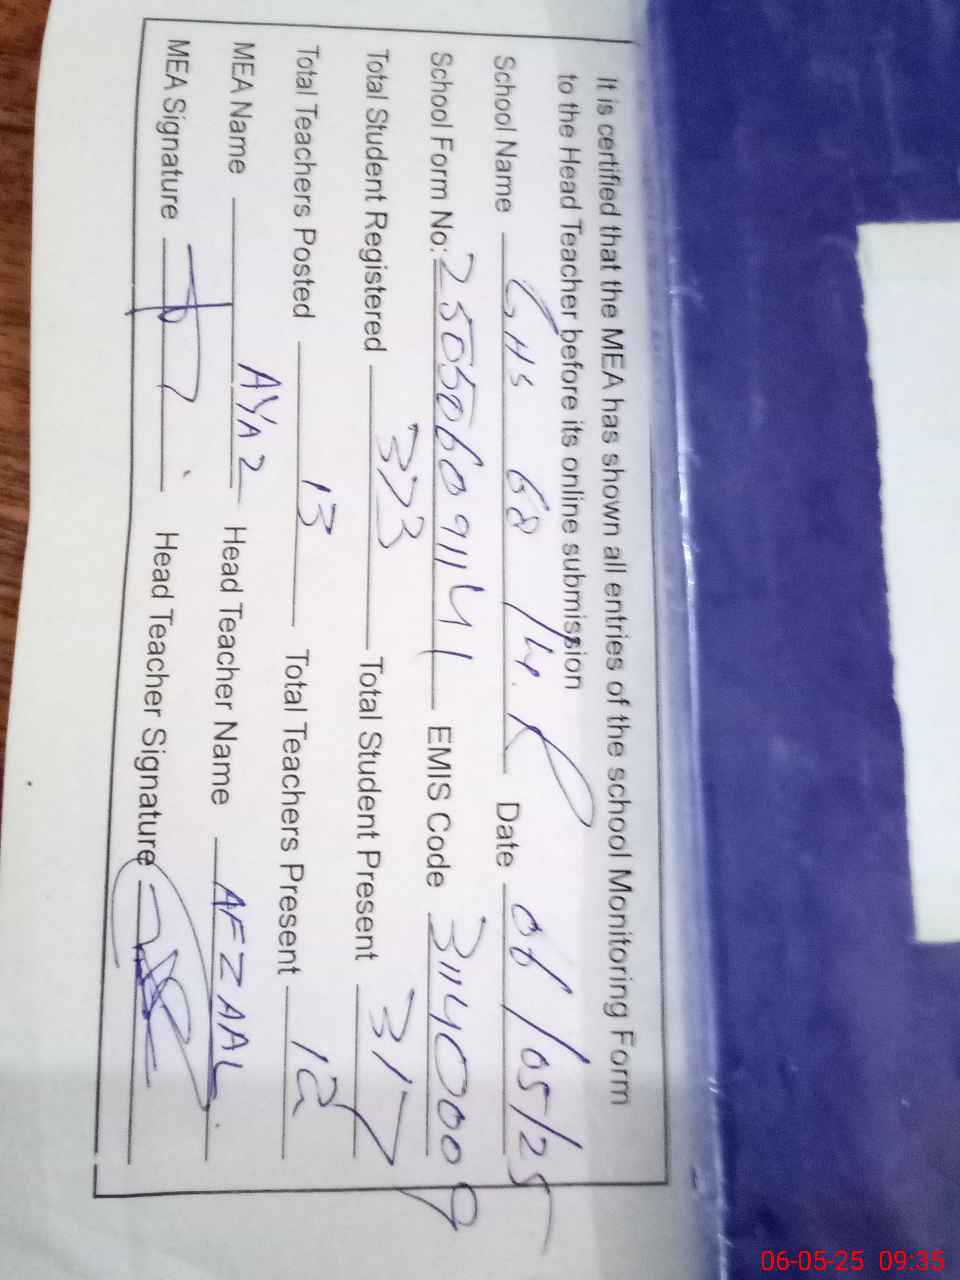 It is certified that the MEA has shown all entries of the school Monitoring Form
to the Head Teacher before its online submission
School Name GHS 68 /4.R Date 06/05/25
School Form No: 25050609114 1 EMIS Code 31140009
Total Student Registered 373 Total Student Present 317
Total Teachers Posted 13 Total Teachers Present 12
MEA Name AYAZ Head Teacher Name AFZAAL
MEA Signature Head Teacher Signature
06-05-25 09:35